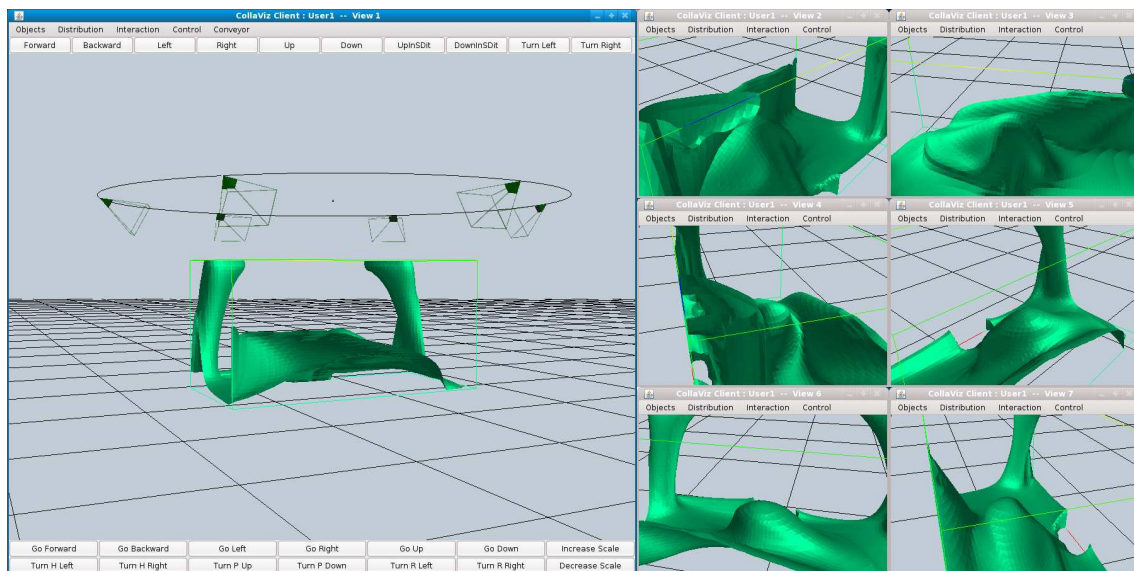 CollaViz Client : User1 -- View 1
Objects Distribution Interaction Control Conveyor
Forward Backward Left Right Up Down UpInSDit DownInSDit Turn Left Turn Right
Go Forward Go Backward Go Left Go Right Go Up Go Down Increase Scale
Turn H Left Turn H Right Turn P Up Turn P Down Turn R Left Turn R Right Decrease Scale
CollaViz Client : User1 -- View 2
Objects Distribution Interaction Control
CollaViz Client : User1 -- View 3
Objects Distribution Interaction Control
CollaViz Client : User1 -- View 4
Objects Distribution Interaction Control
CollaViz Client : User1 -- View 5
Objects Distribution Interaction Control
CollaViz Client : User1 -- View 6
Objects Distribution Interaction Control
CollaViz Client : User1 -- View 7
Objects Distribution Interaction Control